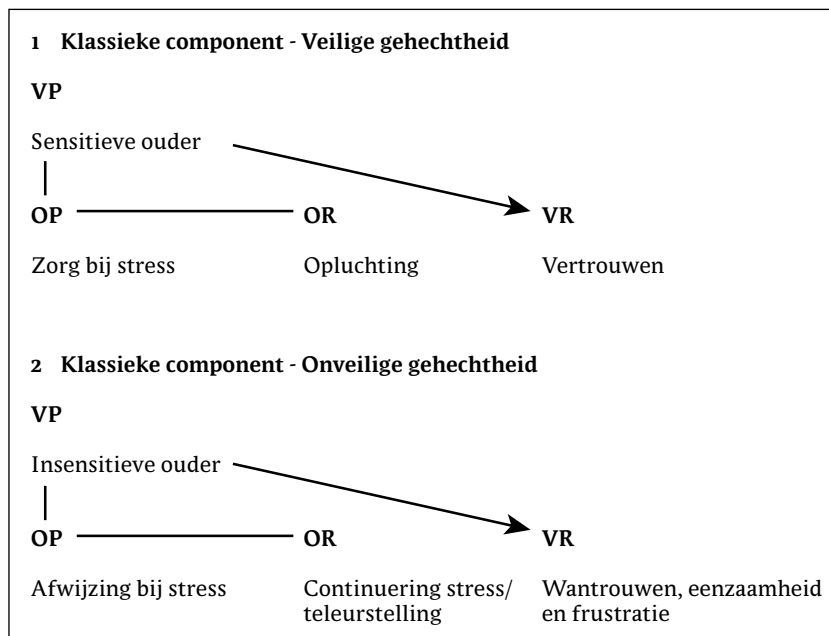 1 Klassieke component - Veilige gehechtheid
VP
Sensitieve ouder
OP OR VR
Zorg bij stress Opluchting Vertrouwen
2 Klassieke component - Onveilige gehechtheid
VP
Insensitieve ouder
OP OR VR
Afwijzing bij stress Continuering stress/ Wantrouwen, eenzaamheid
teleurstelling en frustratie